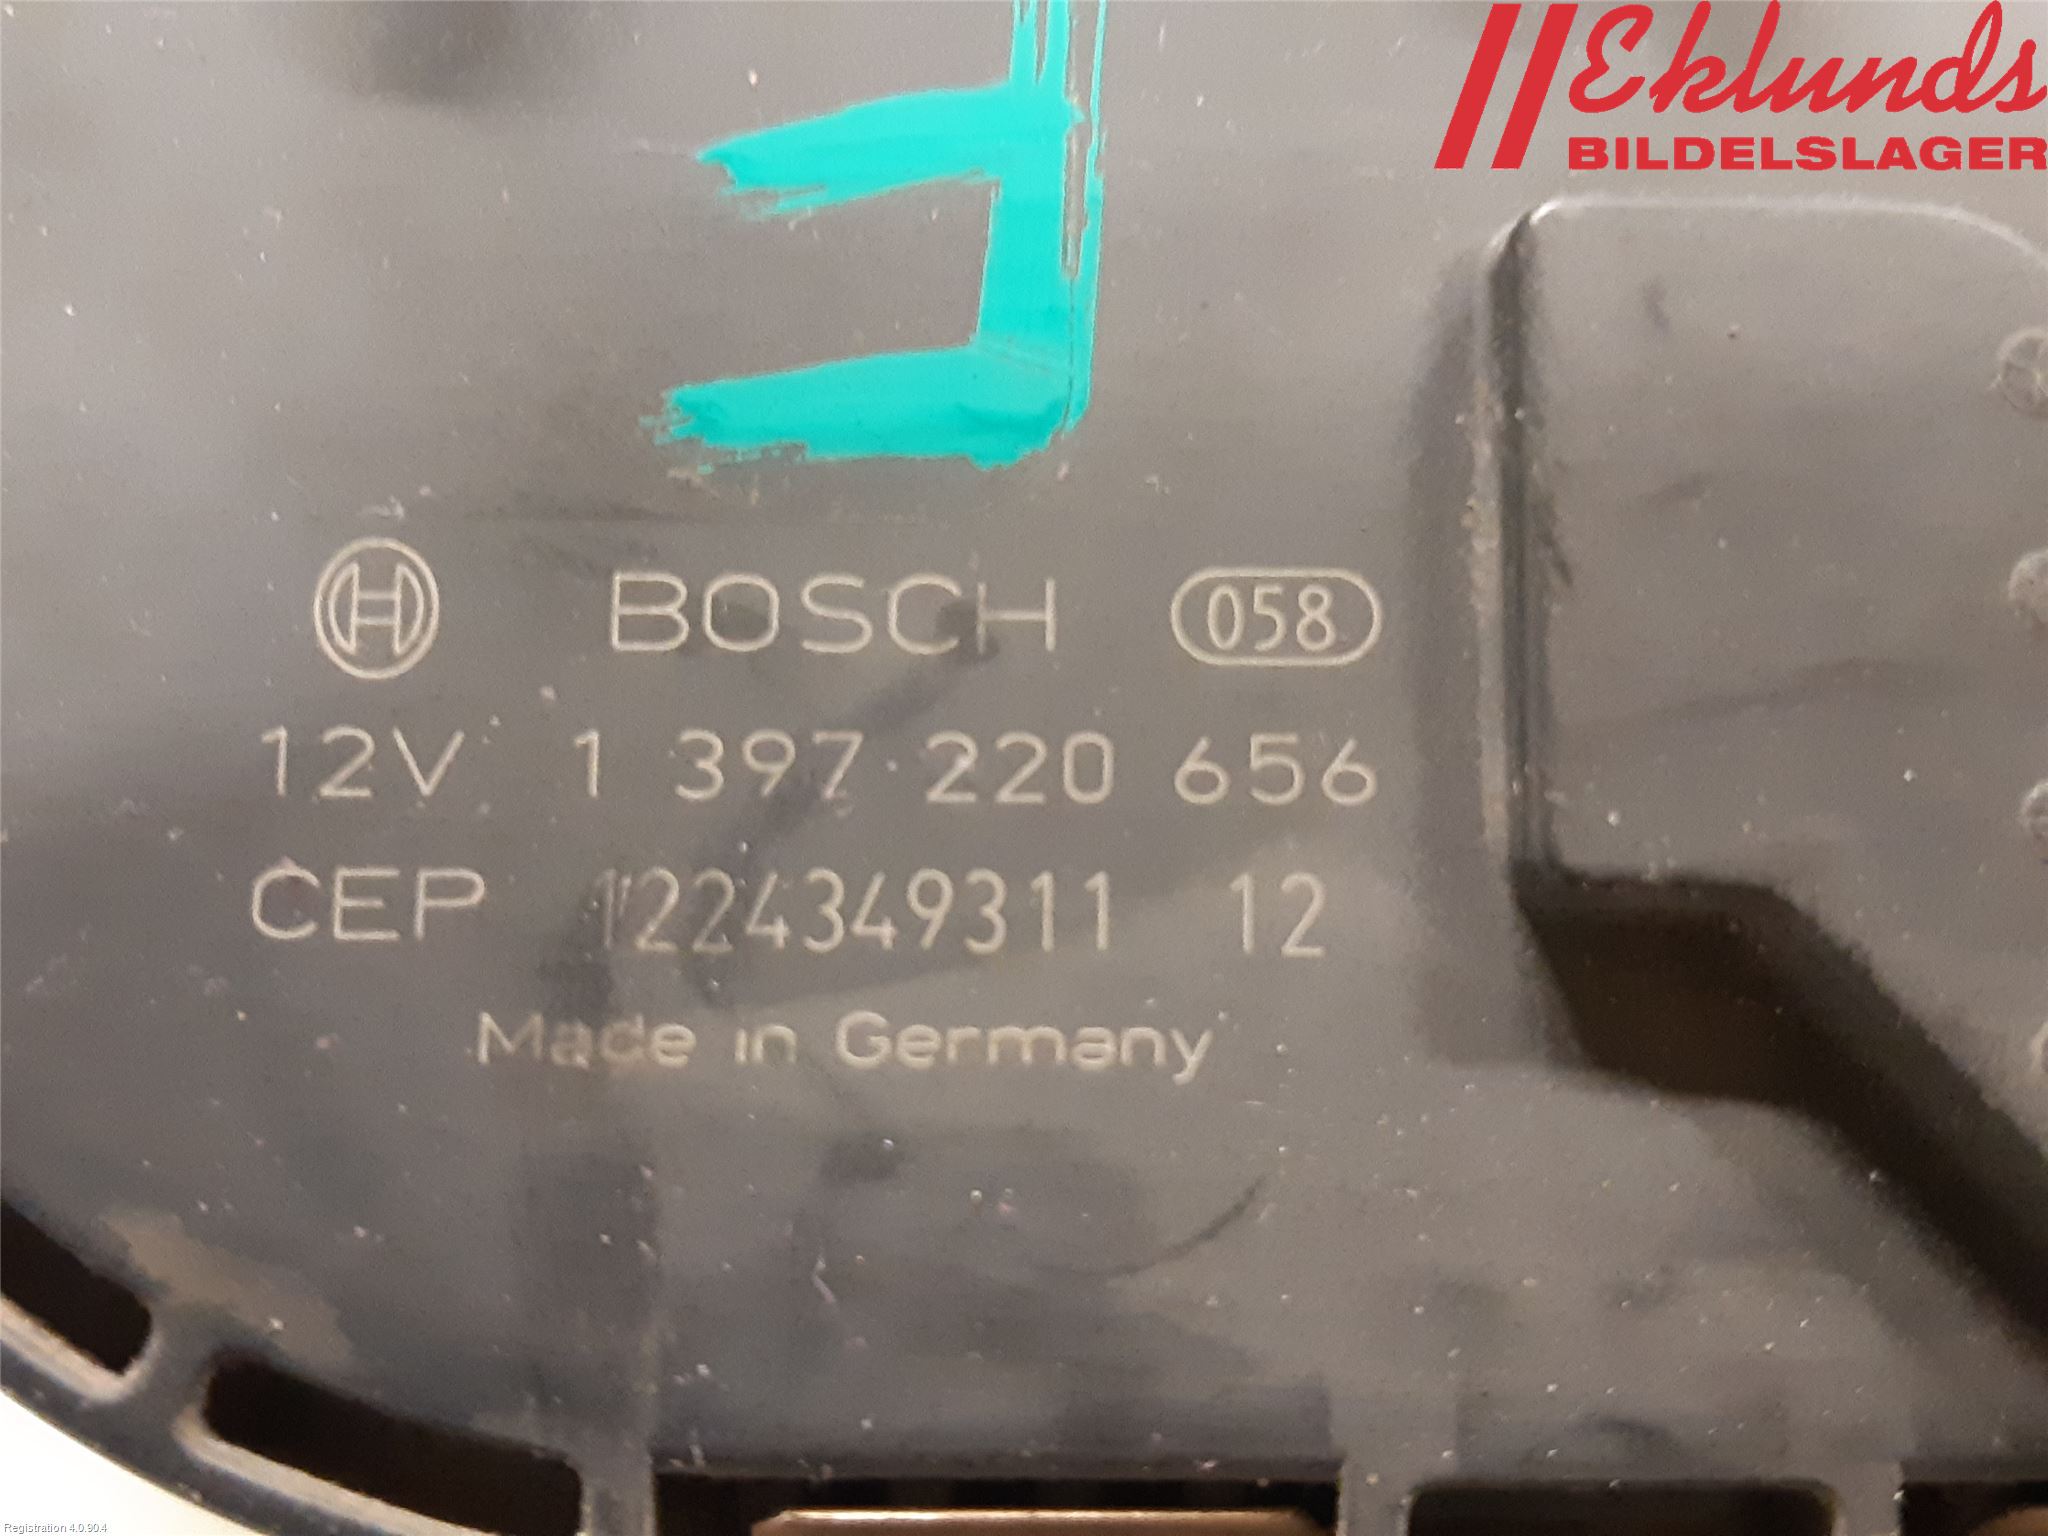 Eklunds
BILDELSLAGER
BOSCH 058
12V 1 397 220 656
CEP 1224349311 12
Made in Germany
Registration 4.0.90.4